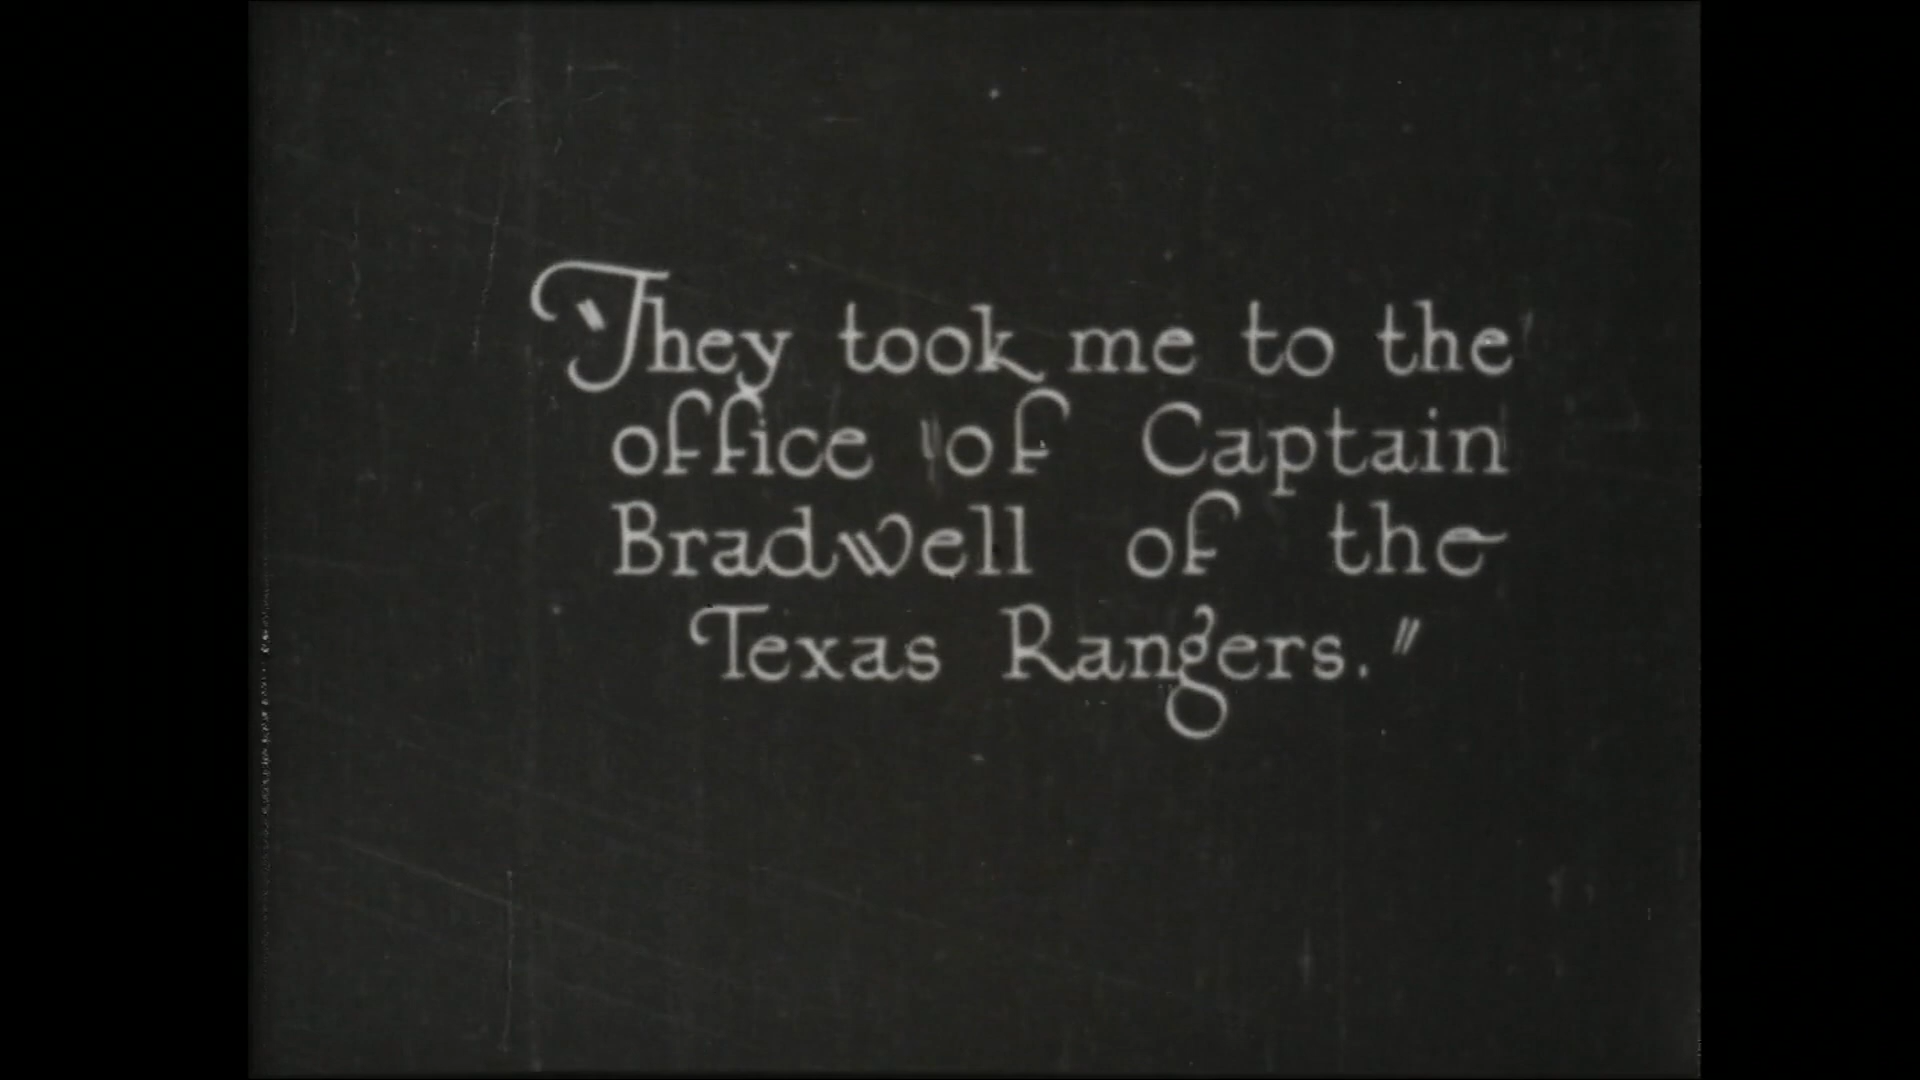 "They took me to the
office of Captain
Bradwell of the
Texas Rangers."